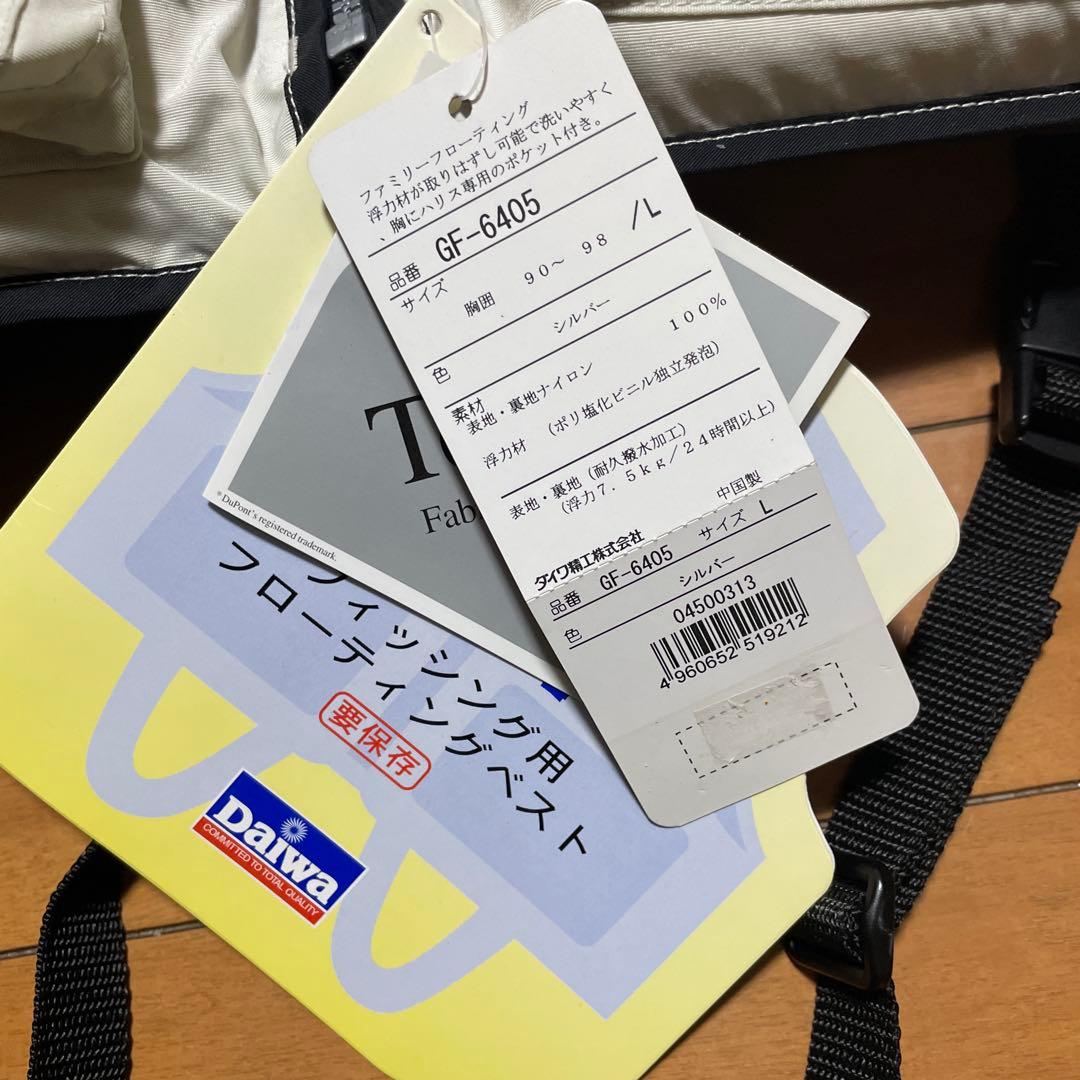 ファミリーフローティング
浮力材が取りはずし可能で洗いやすく
、胸にハリス専用のポケット付き。
品番 GF-6405 /L
サイズ
胸囲 90～ 98
色 シルバー
素材
表地・裏地ナイロン 100%
浮力材 (ポリ塩化ビニル独立発泡)
表地・裏地(耐久撥水加工)
(浮力7.5kg/24時間以上)
中国製
ダイワ精工株式会社
品番 GF-6405 サイズ L
色 シルバー
04500313
4 960652 519212
Fab
* DuPont's registered trademark.
フィッシング用
フローティングベスト
要保存
Daiwa
COMMITTED TO TOTAL QUALITY